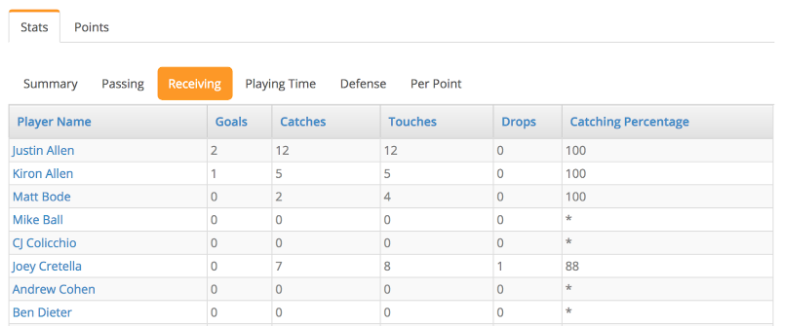 Stats Points
Summary Passing Receiving Playing Time Defense Per Point
Player Name Goals Catches Touches Drops Catching Percentage
Justin Allen 2 12 12 0 100
Kiron Allen 1 5 5 0 100
Matt Bode 0 2 4 0 100
Mike Ball 0 0 0 0 *
CJ Colicchio 0 0 0 0 *
Joey Cretella 0 7 8 1 88
Andrew Cohen 0 0 0 0 *
Ben Dieter 0 0 0 0 *